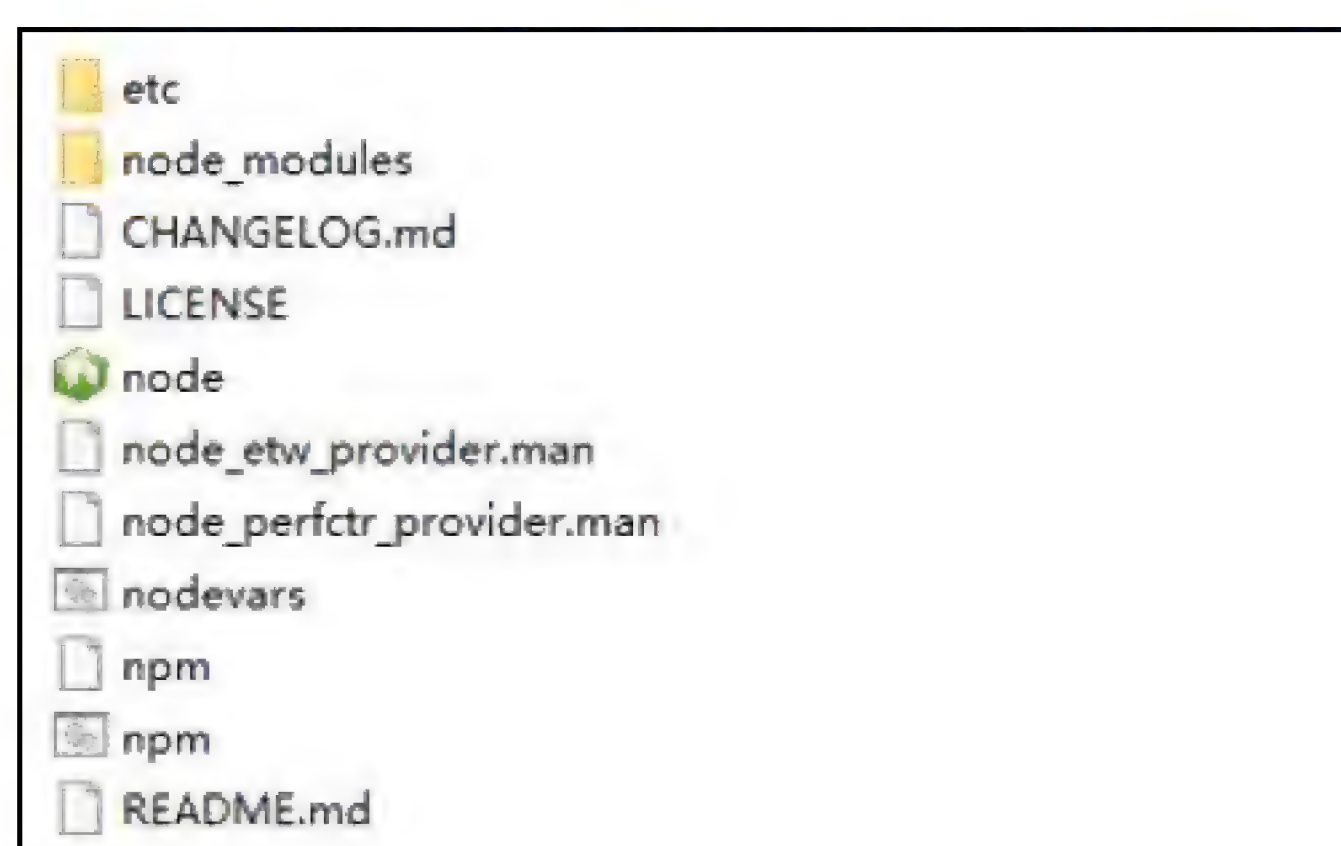 etc
node_modules
CHANGELOG.md
LICENSE
node
node_etw_provider.man
node_perfctr_provider.man
nodevars
npm
npm
README.md